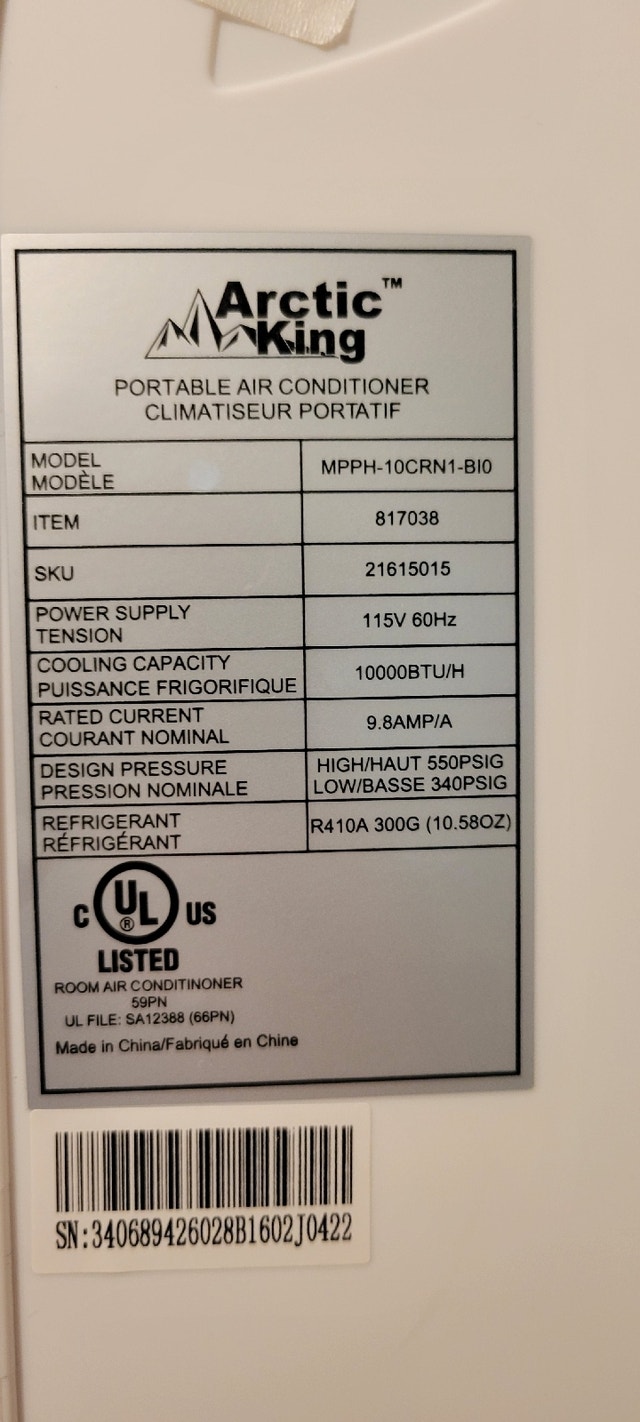 Arctic™
King
PORTABLE AIR CONDITIONER
CLIMATISEUR PORTATIF
MODEL
MODÈLE
MPPH-10CRN1-BI0
ITEM
817038
SKU
21615015
POWER SUPPLY
TENSION
115V 60Hz
COOLING CAPACITY
PUISSANCE FRIGORIFIQUE
10000BTU/H
RATED CURRENT
COURANT NOMINAL
9.8AMP/A
DESIGN PRESSURE
PRESSION NOMINALE
HIGH/HAUT 550PSIG
LOW/BASSE 340PSIG
REFRIGERANT
RÉFRIGÉRANT
R410A 300G (10.58OZ)
C UL® US
LISTED
ROOM AIR CONDITINONER
59PN
UL FILE: SA12388 (66PN)
Made in China/Fabriqué en Chine
SN:340689426028B1602J0422